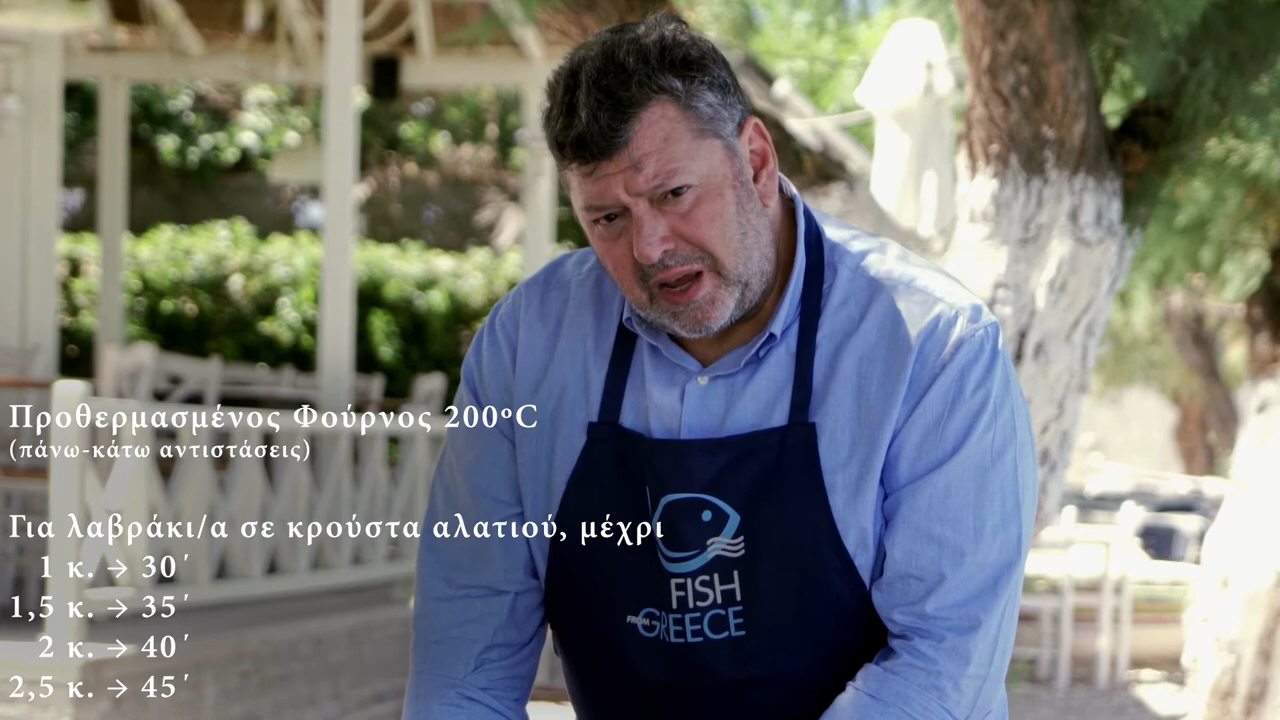 Προθερμασμένος Φούρνος 200ºC
(πάνω-κάτω αντιστάσεις)
Για λαβράκι/α σε κρούστα αλατιού, μέχρι
1 κ. → 30΄
1,5 κ. → 35΄
2 κ. → 40΄
2,5 κ. → 45΄
FISH
FROM GREECE